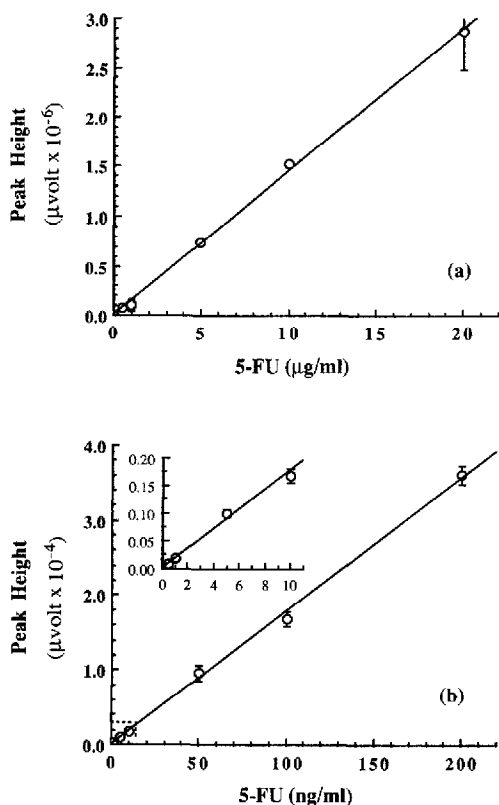 3.0
2.5
2.0
1.5
1.0
0.5
0.0
Peak Height
(μvolt x 10⁻⁶)
(a)
0 5 10 15 20
5-FU (μg/ml)
4.0
3.0
2.0
1.0
0.0
Peak Height
(μvolt x 10⁻⁴)
0.20
0.15
0.10
0.05
0.00
0 2 4 6 8 10
(b)
0 50 100 150 200
5-FU (ng/ml)